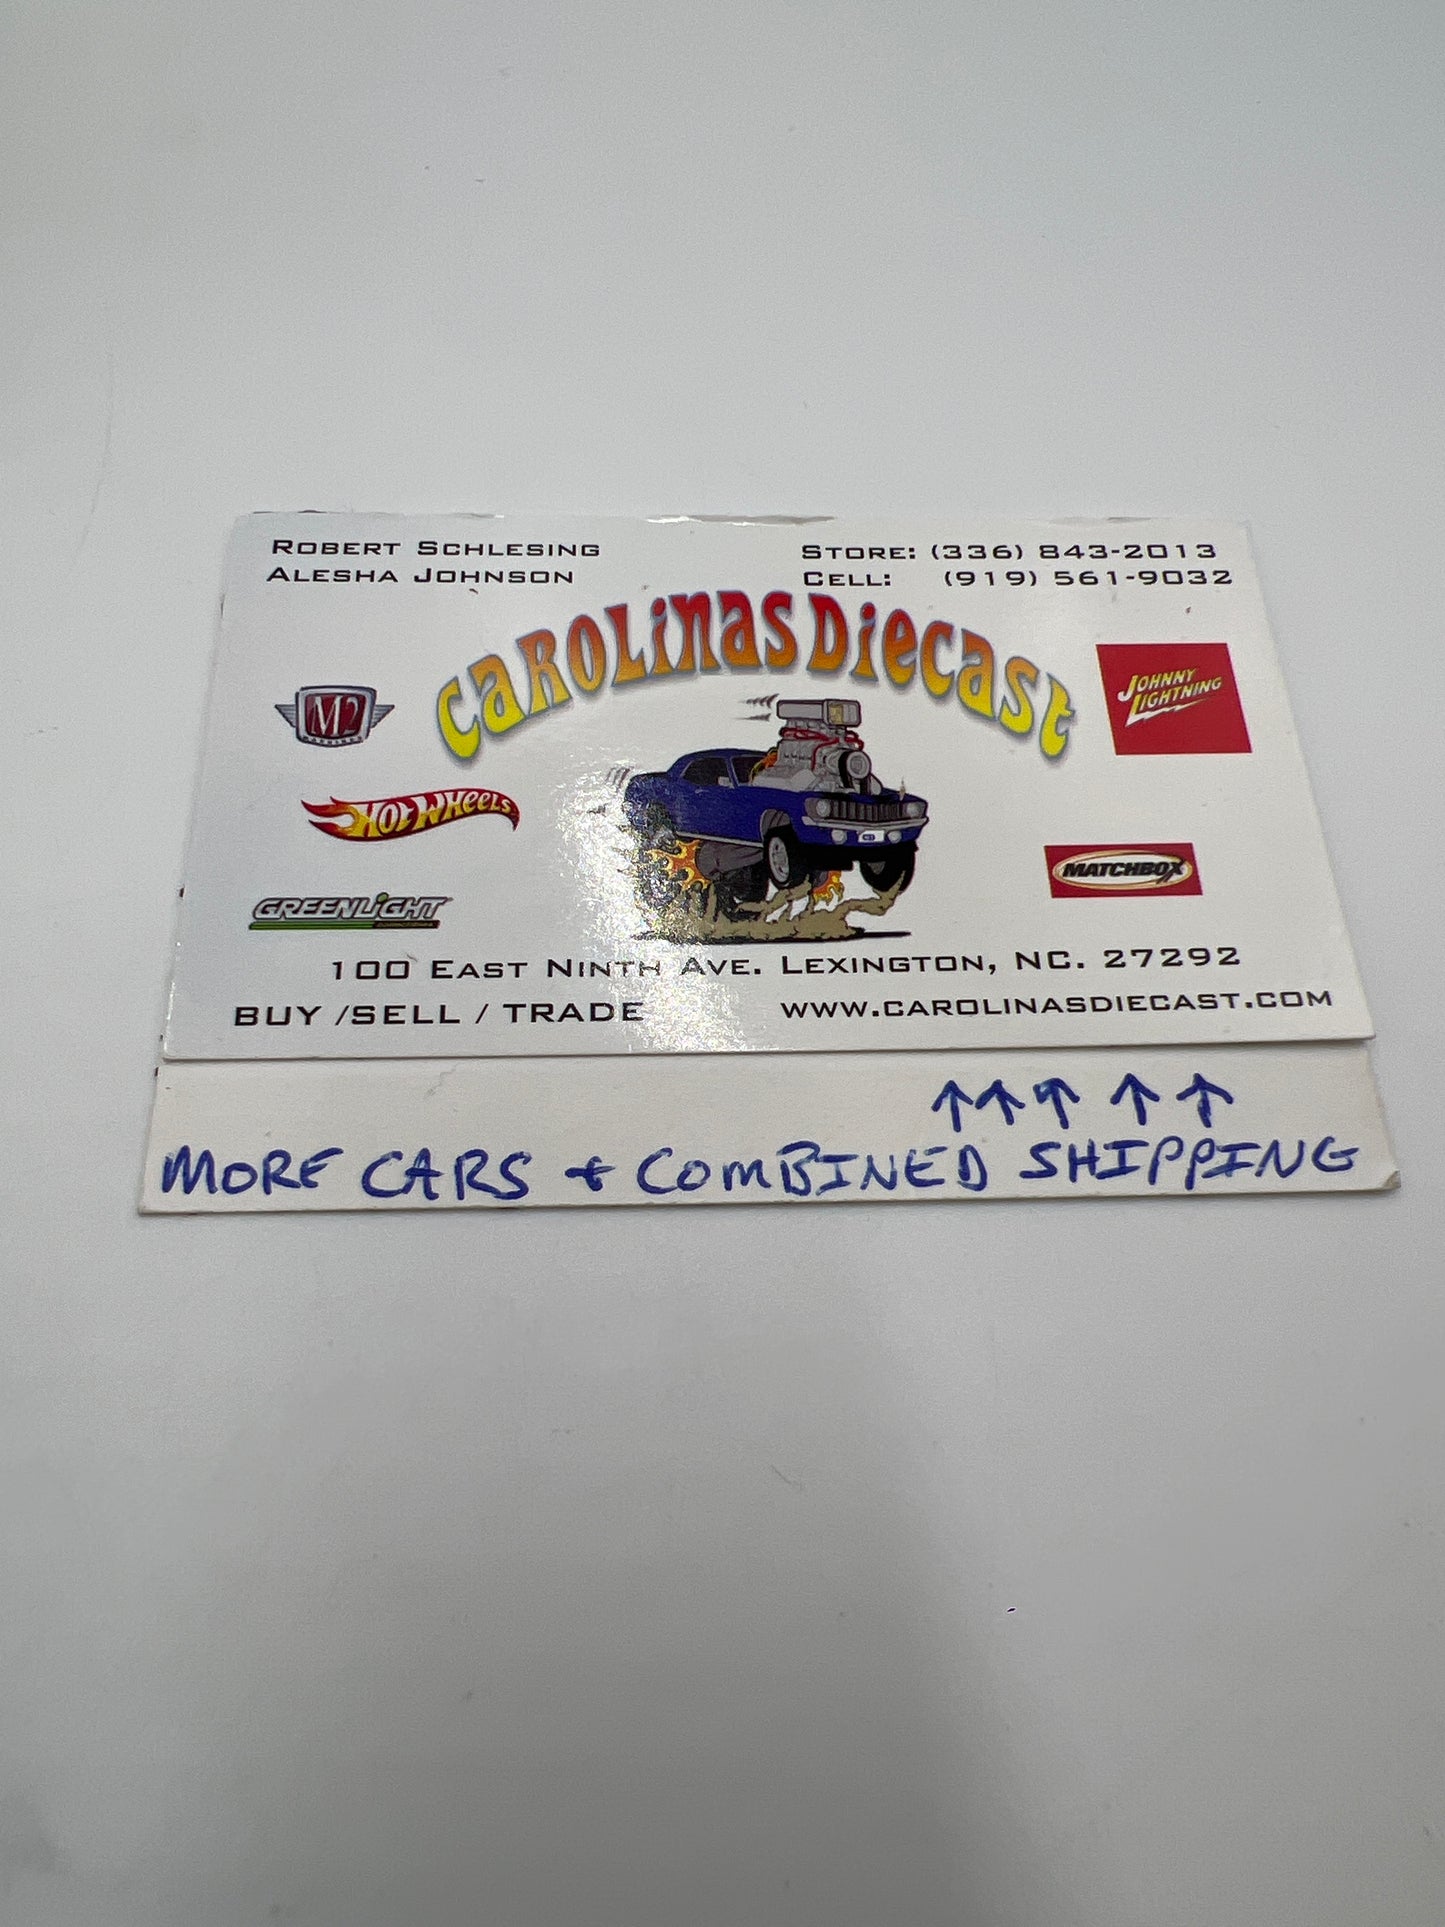 ROBERT SCHLESING
ALESHA JOHNSON
STORE: (336) 843-2013
CELL: (919) 561-9032
CAROLINAS DIECAST
M2
MACHINES
JOHNNY
LIGHTNING
HOT WHEELS
MATCHBOX
GREENLIGHT
100 EAST NINTH AVE. LEXINGTON, NC. 27292
BUY /SELL / TRADE
WWW.CAROLINASDIECAST.COM
↑↑↑ ↑ ↑
MORE CARS + COMBINED SHIPPING